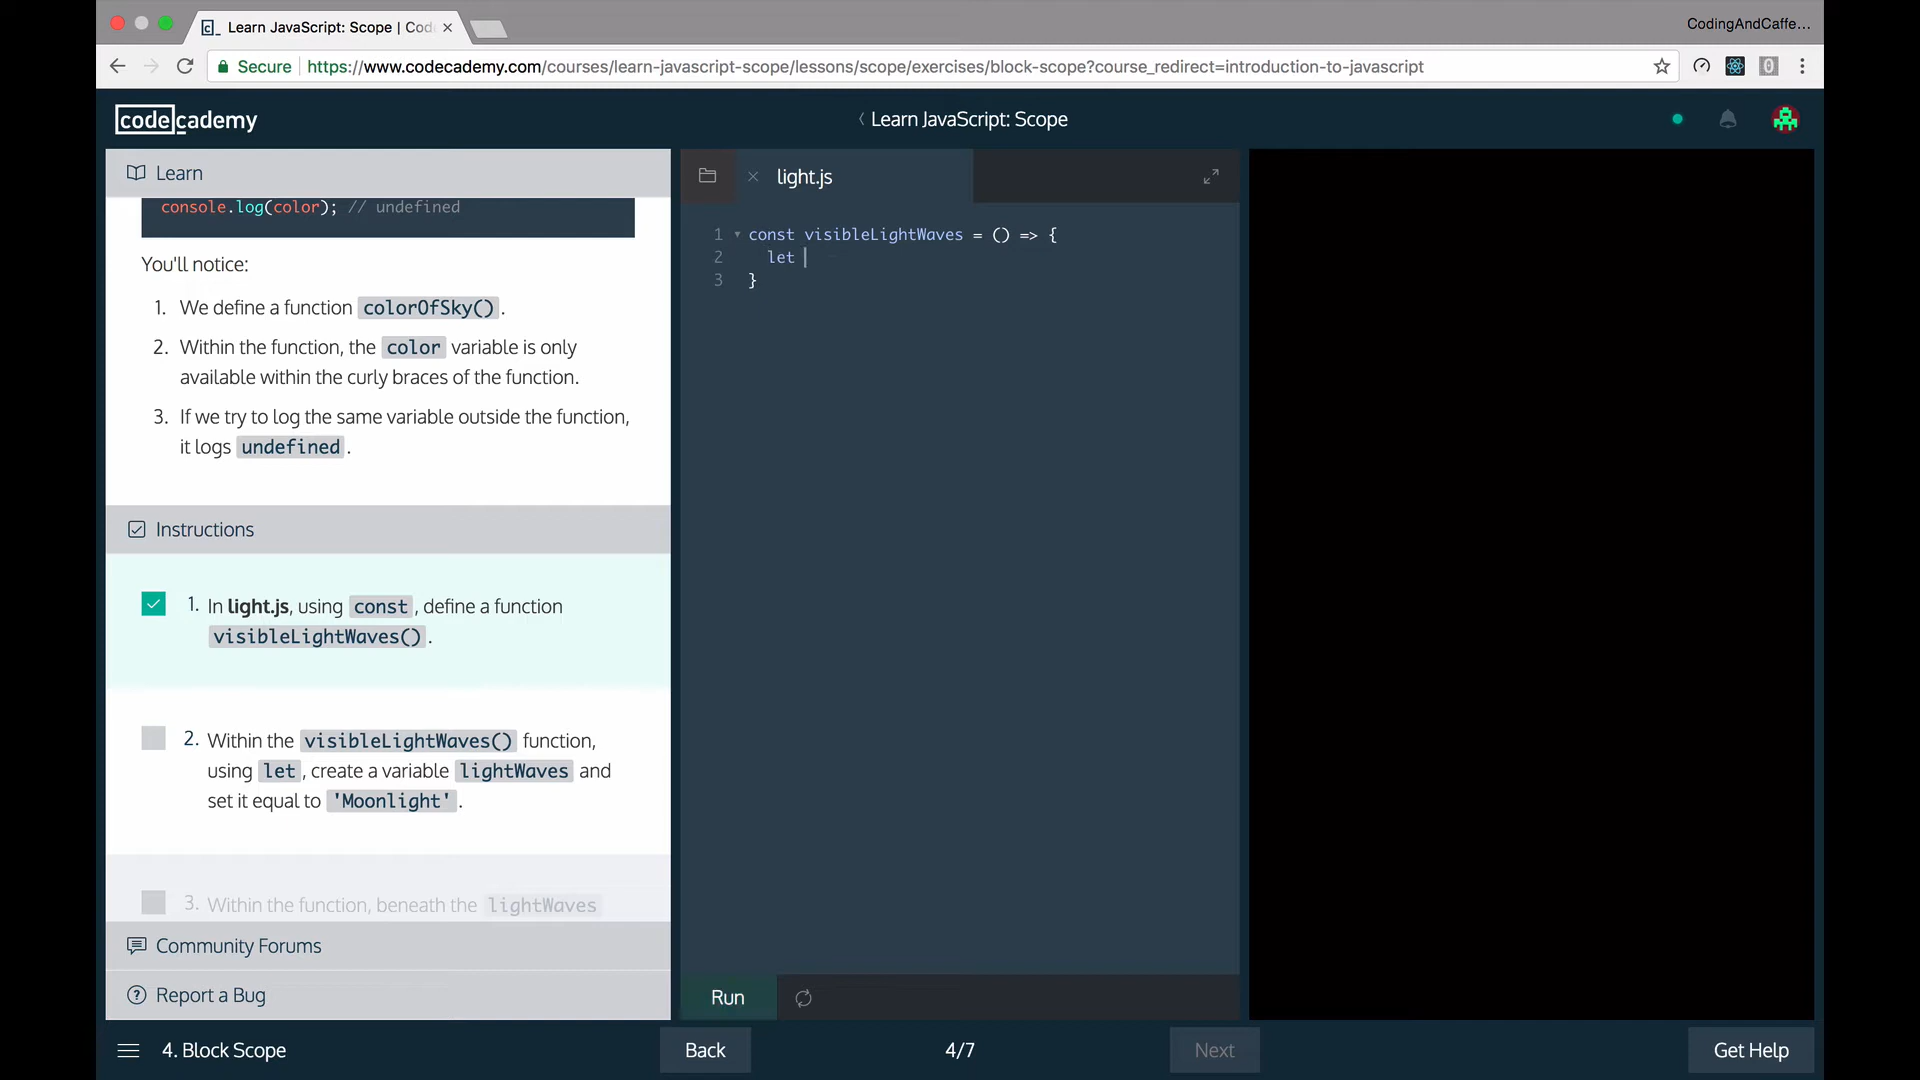 Learn JavaScript: Scope | Cod
CodingAndCaffe...
Secure https://www.codecademy.com/courses/learn-javascript-scope/lessons/scope/exercises/block-scope?course_redirect=introduction-to-javascript
codecademy
Learn JavaScript: Scope
Learn
console.log(color); // undefined
You'll notice:
1. We define a function colorOfSky().
2. Within the function, the color variable is only
available within the curly braces of the function.
3. If we try to log the same variable outside the function,
it logs undefined.
Instructions
1. In light.js, using const, define a function
visibleLightWaves().
2. Within the visibleLightWaves() function,
using let, create a variable lightWaves and
set it equal to 'Moonlight'.
3. Within the function, beneath the lightWaves
Community Forums
Report a Bug
light.js
1 const visibleLightWaves = () => {
2 let
3 }
Run
4. Block Scope
Back
4/7
Next
Get Help